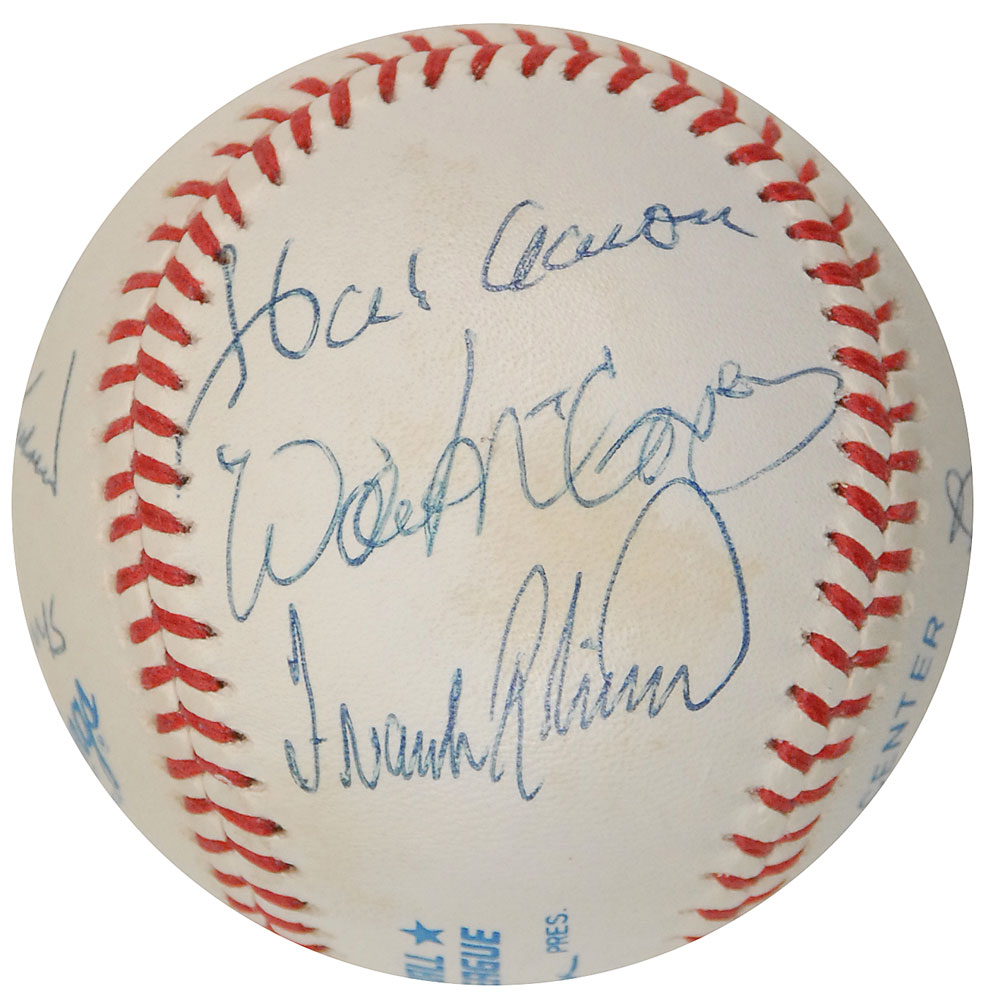 Hank Aaron
Willie McCovey
Frank Robinson
CENTER
PRES.